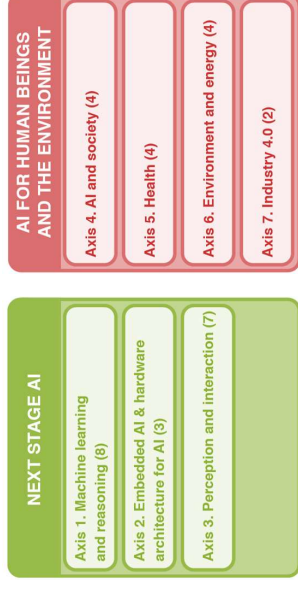 NEXT STAGE AI
Axis 1. Machine learning
and reasoning (8)
Axis 2. Embedded AI & hardware
architecture for AI (3)
Axis 3. Perception and interaction (7)
AI FOR HUMAN BEINGS
AND THE ENVIRONMENT
Axis 4. AI and society (4)
Axis 5. Health (4)
Axis 6. Environment and energy (4)
Axis 7. Industry 4.0 (2)